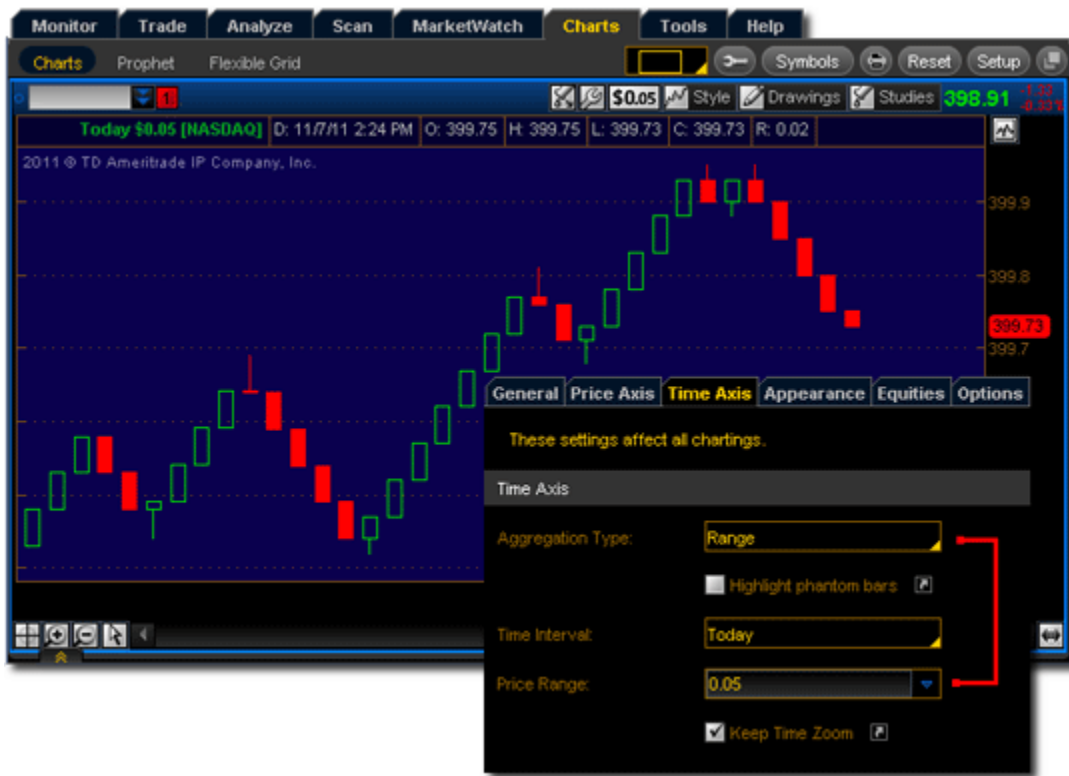 Monitor Trade Analyze Scan MarketWatch Charts Tools Help
Charts Prophet Flexible Grid Symbols Reset Setup
$0.05 Style Drawings Studies 398.91 -1.33
-0.33%
Today $0.05 [NASDAQ] D: 11/7/11 2:24 PM O: 399.75 H: 399.75 L: 399.73 C: 399.73 R: 0.02
2011 © TD Ameritrade IP Company, Inc.
399.9
399.8
399.73
399.7
General Price Axis Time Axis Appearance Equities Options
These settings affect all chartings.
Time Axis
Aggregation Type: Range
Highlight phantom bars
Time Interval: Today
Price Range: 0.05
Keep Time Zoom